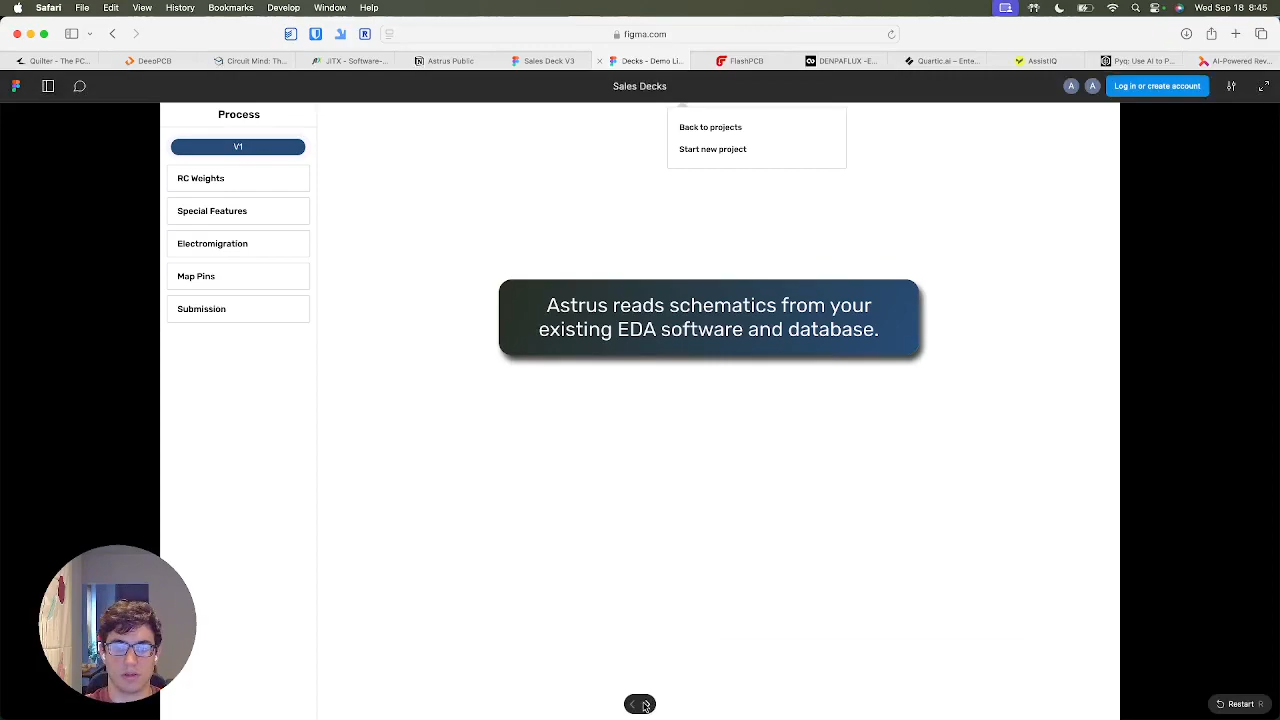 Safari File Edit View History Bookmarks Develop Window Help
Wed Sep 18 8:5
figma.com
Quilter - The PC...
DeepPCB
Circuit Mind: Th...
JITX - Software-...
Astrus Public
Sales Deck V3
Decks - Demo Li...
FlashPCB
DENPAFLUX -E...
Quartic.ai – Ente...
AssistIQ
Pyq: Use AI to P...
AI-Powered Rev...
Sales Decks
A
A
Log in or create account
Process
V1
RC Weights
Special Features
Electromigration
Map Pins
Submission
Back to projects
Start new project
Astrus reads schematics from your
existing EDA software and database.
Restart R